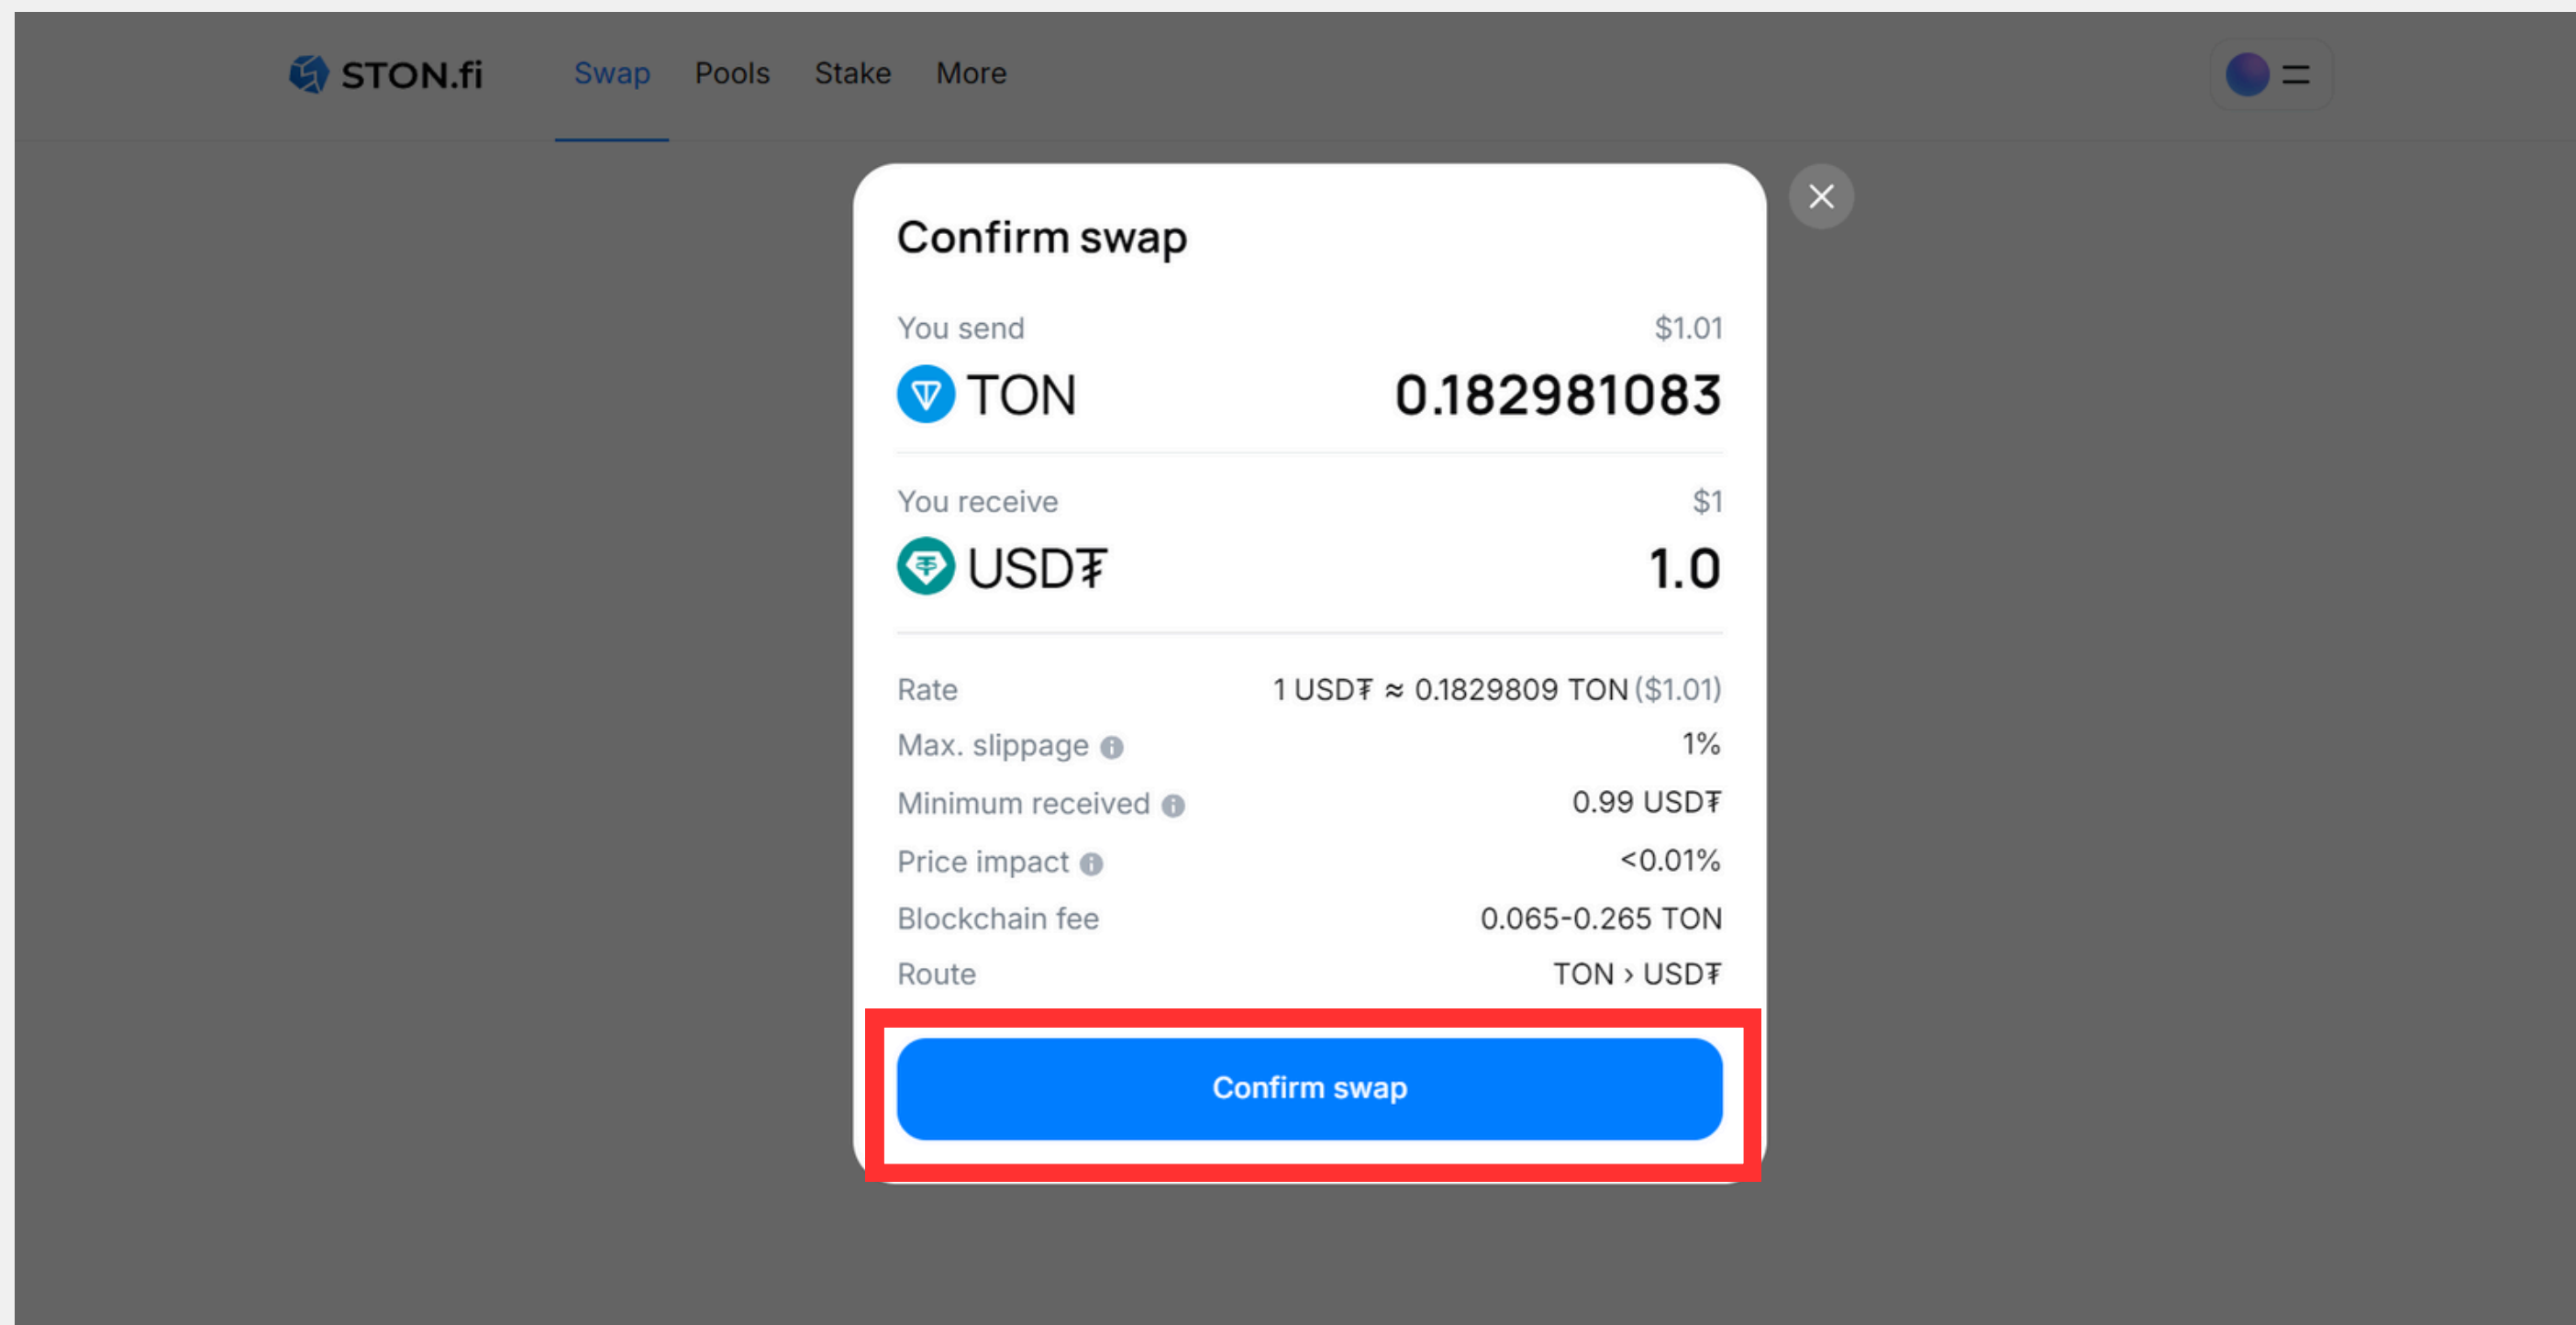 STON.fi Swap Pools Stake More
Confirm swap
You send $1.01
TON 0.182981083
You receive $1
USD₮ 1.0
Rate 1 USD₮ ≈ 0.1829809 TON ($1.01)
Max. slippage 1%
Minimum received 0.99 USD₮
Price impact <0.01%
Blockchain fee 0.065-0.265 TON
Route TON › USD₮
Confirm swap